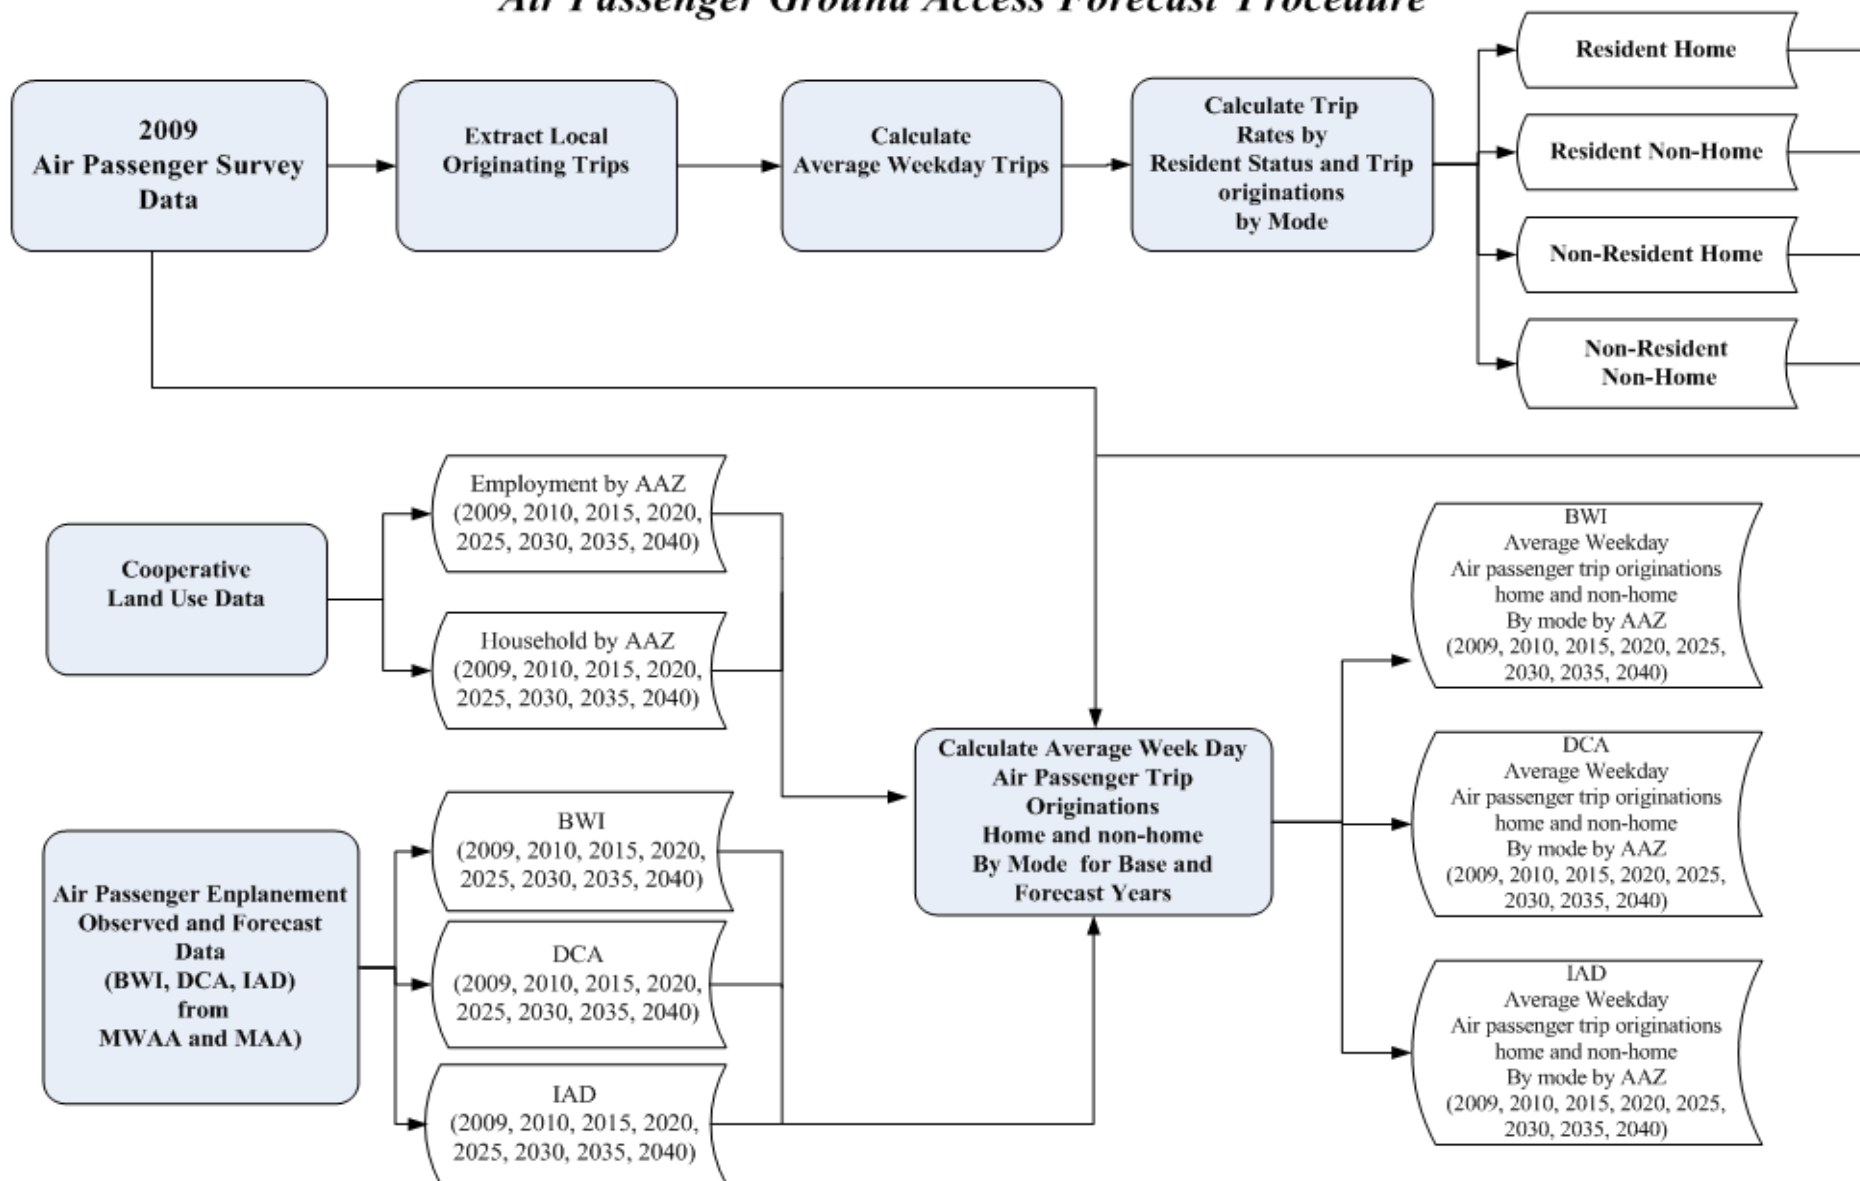 Air Passenger Ground Access Forecast Procedure
2009
Air Passenger Survey
Data
Extract Local
Originating Trips
Calculate
Average Weekday Trips
Calculate Trip
Rates by
Resident Status and Trip
originations
by Mode
Resident Home
Resident Non-Home
Non-Resident Home
Non-Resident
Non-Home
Cooperative
Land Use Data
Employment by AAZ
(2009, 2010, 2015, 2020,
2025, 2030, 2035, 2040)
Household by AAZ
(2009, 2010, 2015, 2020,
2025, 2030, 2035, 2040)
Air Passenger Enplanement
Observed and Forecast
Data
(BWI, DCA, IAD)
from
MWAA and MAA)
BWI
(2009, 2010, 2015, 2020,
2025, 2030, 2035, 2040)
DCA
(2009, 2010, 2015, 2020,
2025, 2030, 2035, 2040)
IAD
(2009, 2010, 2015, 2020,
2025, 2030, 2035, 2040)
Calculate Average Week Day
Air Passenger Trip
Originations
Home and non-home
By Mode for Base and
Forecast Years
BWI
Average Weekday
Air passenger trip originations
home and non-home
By mode by AAZ
(2009, 2010, 2015, 2020, 2025,
2030, 2035, 2040)
DCA
Average Weekday
Air passenger trip originations
home and non-home
By mode by AAZ
(2009, 2010, 2015, 2020, 2025,
2030, 2035, 2040)
IAD
Average Weekday
Air passenger trip originations
home and non-home
By mode by AAZ
(2009, 2010, 2015, 2020, 2025,
2030, 2035, 2040)